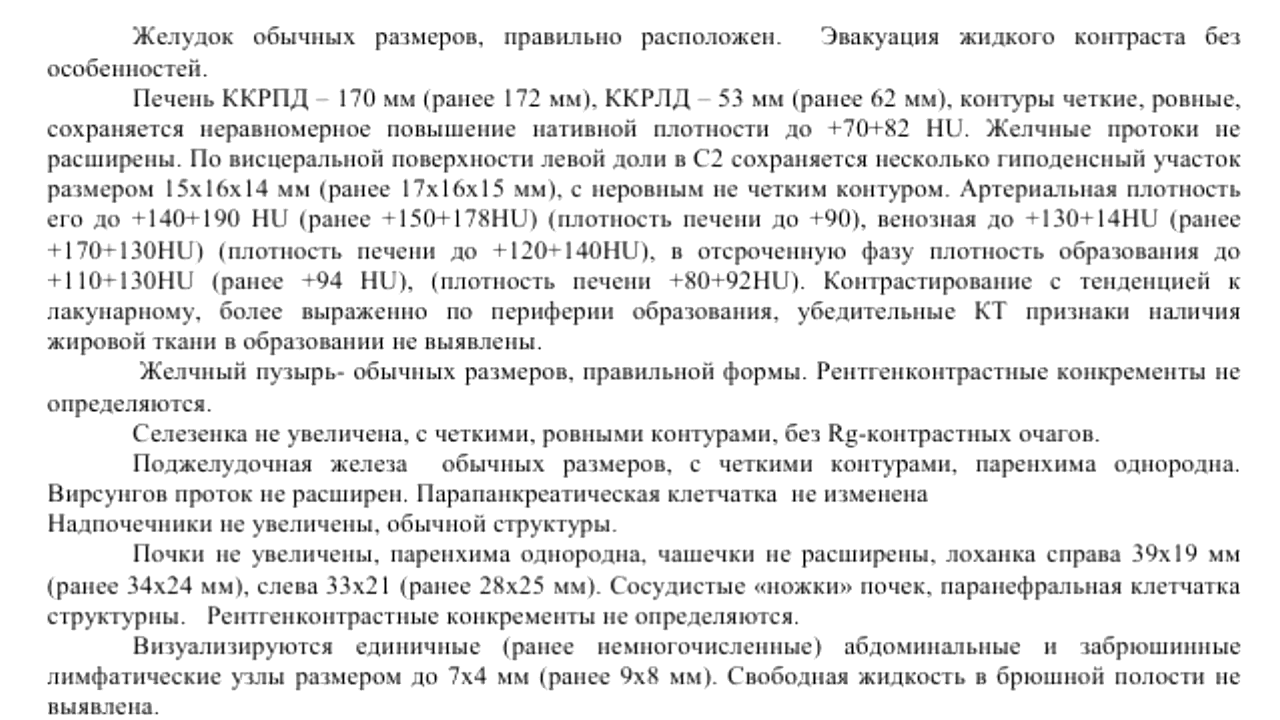 Желудок обычных размеров, правильно расположен. Эвакуация жидкого контраста без
особенностей.
Печень ККРПД – 170 мм (ранее 172 мм), ККРЛД – 53 мм (ранее 62 мм), контуры четкие, ровные,
сохраняется неравномерное повышение нативной плотности до +70+82 HU. Желчные протоки не
расширены. По висцеральной поверхности левой доли в С2 сохраняется несколько гиподенсный участок
размером 15х16х14 мм (ранее 17х16х15 мм), с неровным не четким контуром. Артериальная плотность
его до +140+190 HU (ранее +150+178HU) (плотность печени до +90), венозная до +130+14HU (ранее
+170+130HU) (плотность печени до +120+140HU), в отсроченную фазу плотность образования до
+110+130HU (ранее +94 HU), (плотность печени +80+92HU). Контрастирование с тенденцией к
лакунарному, более выраженно по периферии образования, убедительные КТ признаки наличия
жировой ткани в образовании не выявлены.
Желчный пузырь- обычных размеров, правильной формы. Рентгенконтрастные конкременты не
определяются.
Селезенка не увеличена, с четкими, ровными контурами, без Rg-контрастных очагов.
Поджелудочная железа обычных размеров, с четкими контурами, паренхима однородна.
Вирсунгов проток не расширен. Парапанкреатическая клетчатка не изменена
Надпочечники не увеличены, обычной структуры.
Почки не увеличены, паренхима однородна, чашечки не расширены, лоханка справа 39х19 мм
(ранее 34х24 мм), слева 33х21 (ранее 28х25 мм). Сосудистые «ножки» почек, паранефральная клетчатка
структурны. Рентгенконтрастные конкременты не определяются.
Визуализируются единичные (ранее немногочисленные) абдоминальные и забрюшинные
лимфатические узлы размером до 7х4 мм (ранее 9х8 мм). Свободная жидкость в брюшной полости не
выявлена.